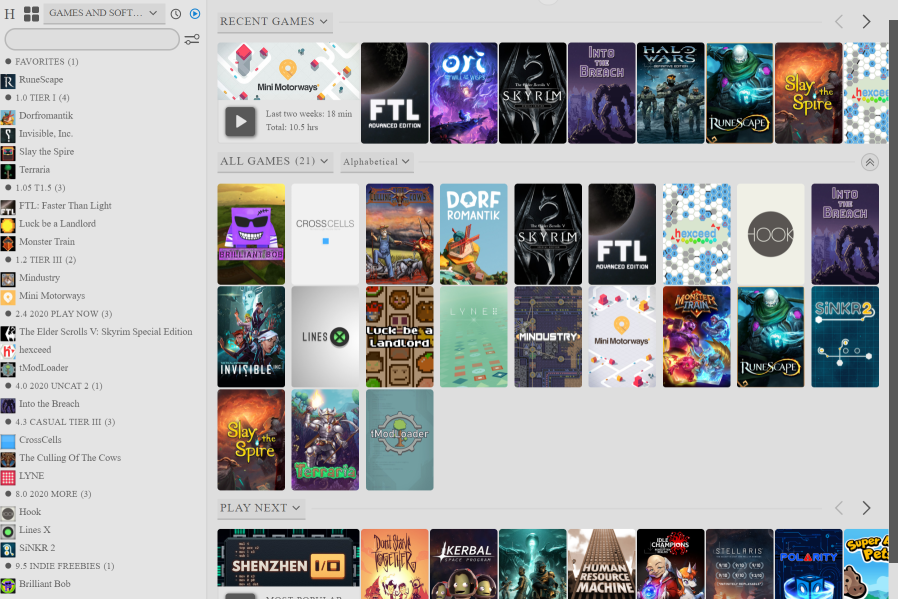 H
GAMES AND SOFT...
FAVORITES (1)
RuneScape
1.0 TIER I (4)
Dorfromantik
Invisible, Inc.
Slay the Spire
Terraria
1.05 T1.5 (3)
FTL: Faster Than Light
Luck be a Landlord
Monster Train
1.2 TIER III (2)
Mindustry
Mini Motorways
2.4 2020 PLAY NOW (3)
The Elder Scrolls V: Skyrim Special Edition
hexceed
tModLoader
4.0 2020 UNCAT 2 (1)
Into the Breach
4.3 CASUAL TIER III (3)
CrossCells
The Culling Of The Cows
LYNE
8.0 2020 MORE (3)
Hook
Lines X
SiNKR 2
9.5 INDIE FREEBIES (1)
Brilliant Bob
RECENT GAMES
Mini Motorways
Last two weeks: 18 min
Total: 10.5 hrs
FTL
ADVANCED EDITION
ori
SKYRIM
INTO THE BREACH
HALO WARS
RUNESCAPE
Slay the Spire
hexceed
ALL GAMES (21)
Alphabetical
BRILLIANT BOB
CROSSCELLS
DORF
ROMANTIK
SKYRIM
FTL
ADVANCED EDITION
hexceed
HOOK
INTO THE BREACH
INVISIBLE, INC.
LINES X
Luck be a Landlord
LYNE
MINDUSTRY
Mini Motorways
MONSTER TRAIN
RUNESCAPE
SiNKR2
Slay the Spire
Terraria
tModLoader
PLAY NEXT
SHENZHEN I/O
Don't Starve
TOGETHER
KERBAL
SPACE PROGRAM
HUMAN
RESOURCE
MACHINE
IDLE
CHAMPIONS
STELLARIS
POLARITY
Super A
Pets
MOST POPULAR